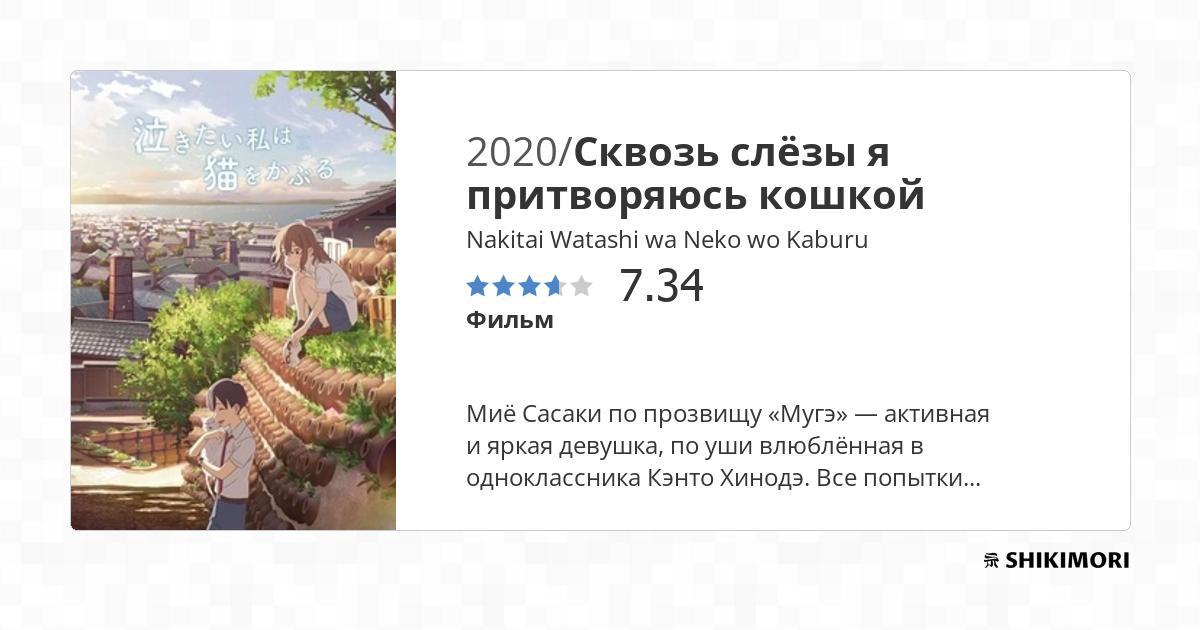 泣きたい私は
猫をかぶる
2020/Сквозь слёзы я
притворяюсь кошкой
Nakitai Watashi wa Neko wo Kaburu
7.34
Фильм
Миё Сасаки по прозвищу «Мугэ» — активная
и яркая девушка, по уши влюблённая в
одноклассника Кэнто Хинодэ. Все попытки...
SHIKIMORI